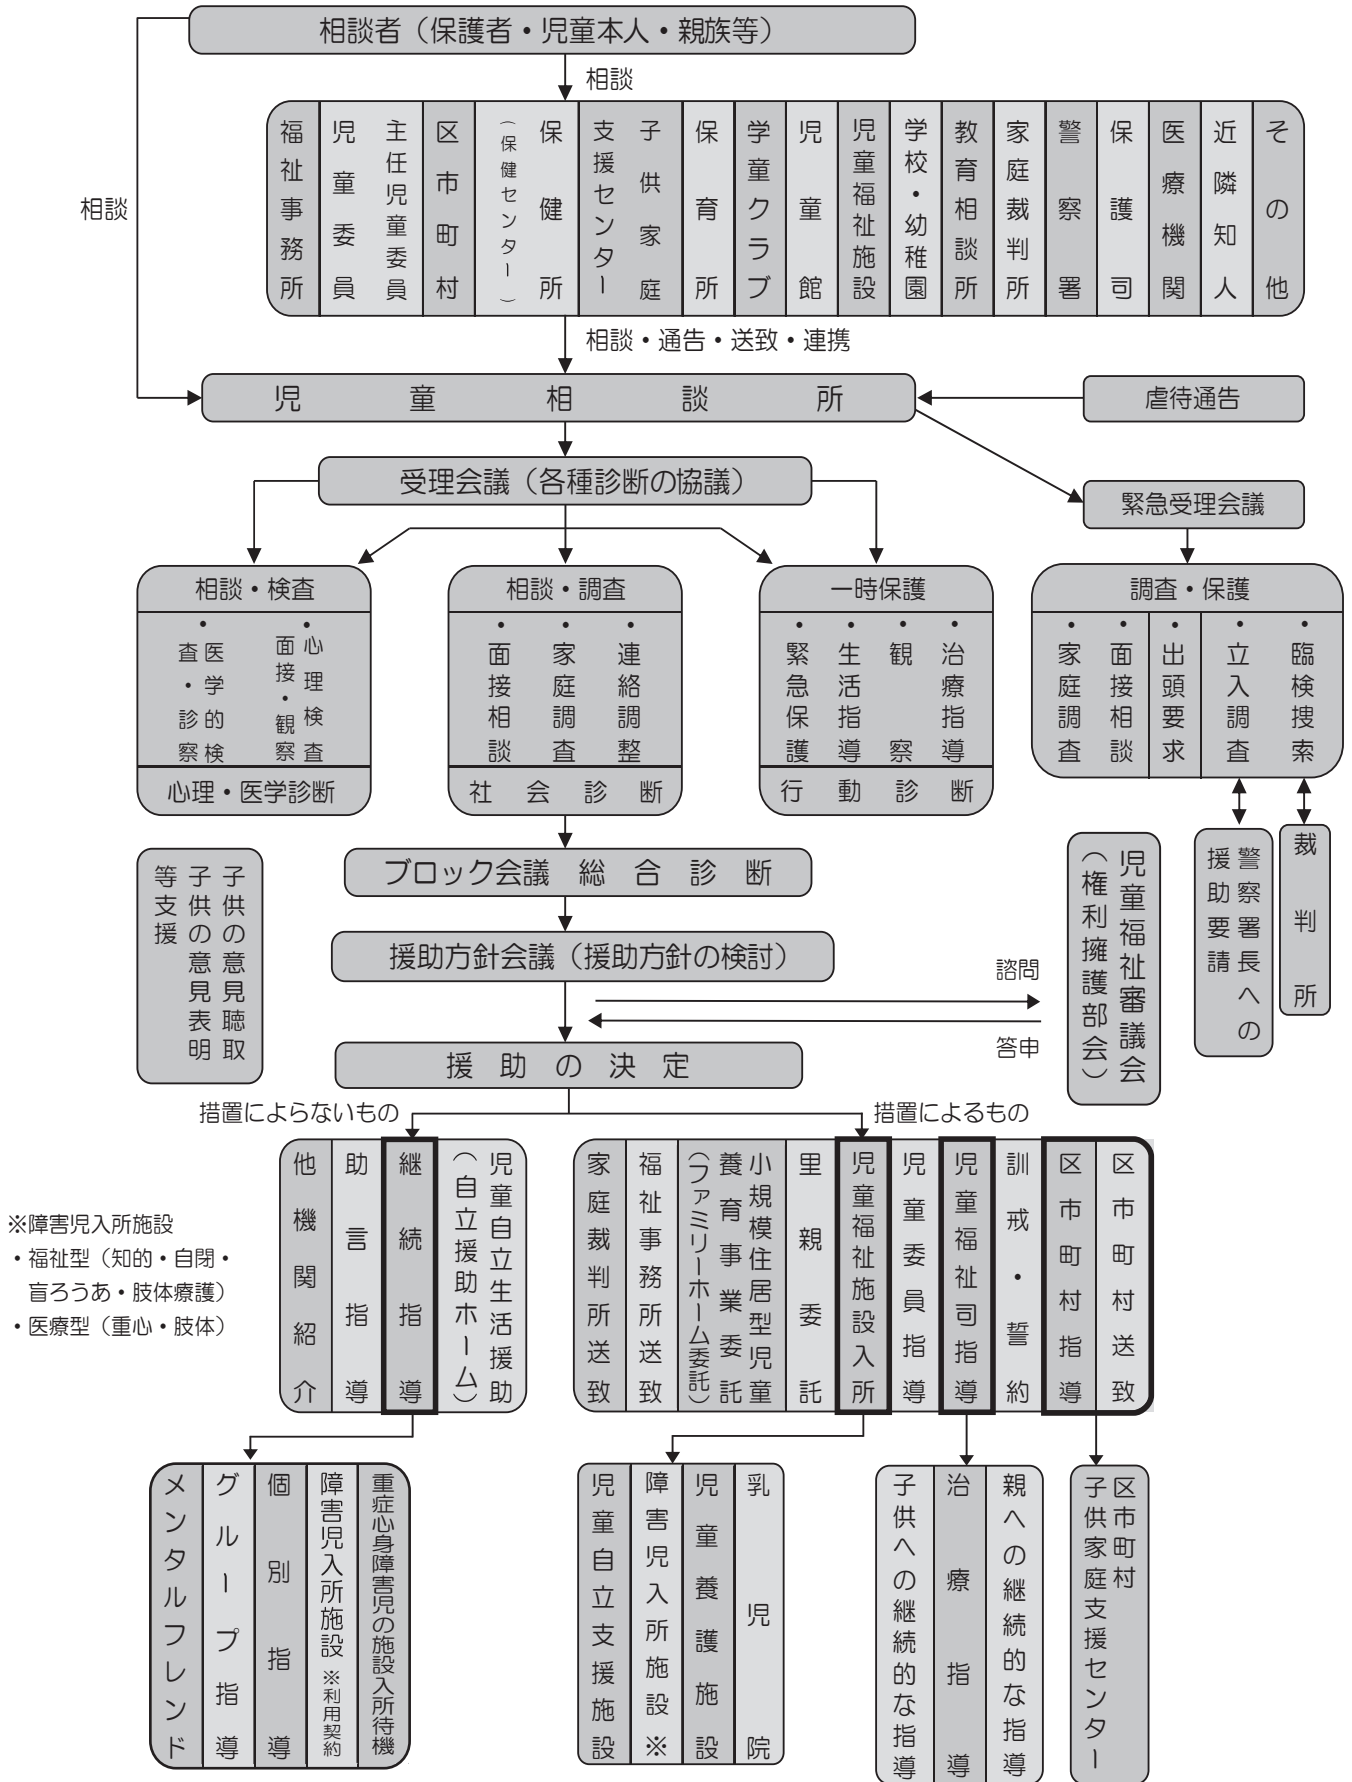 相談者（保護者・児童本人・親族等）
相談
相談
福祉事務所
児童委員
主任児童委員
区市町村
保健所
（保健センター）
子供家庭
支援センター
保育所
学童クラブ
児童館
児童福祉施設
学校・幼稚園
教育相談所
家庭裁判所
警察署
保護司
医療機関
近隣知人
その他
相談・通告・送致・連携
児童相談所
虐待通告
受理会議（各種診断の協議）
緊急受理会議
相談・検査
・心理検査
面接・観察
・医学的検
査・診察
心理・医学診断
相談・調査
・面接相談
・家庭調査
・連絡調整
社会診断
一時保護
・緊急保護
・生活指導
・観察
・治療指導
行動診断
調査・保護
・家庭調査
・面接相談
・出頭要求
・立入調査
・臨検捜索
警察署長への
援助要請
裁判所
ブロック会議 総合診断
援助方針会議（援助方針の検討）
子供の意見聴取
子供の意見表明
等支援
諮問
答申
児童福祉審議会
（権利擁護部会）
援助の決定
措置によらないもの
措置によるもの
他機関紹介
助言指導
継続指導
児童自立生活援助
（自立援助ホーム）
家庭裁判所送致
福祉事務所送致
小規模住居型児童
養育事業委託
（ファミリーホーム委託）
里親委託
児童福祉施設入所
児童委員指導
児童福祉司指導
訓戒・誓約
区市町村指導
区市町村送致
※障害児入所施設
・福祉型（知的・自閉・
盲ろうあ・肢体療護）
・医療型（重心・肢体）
メンタルフレンド
グループ指導
個別指導
障害児入所施設 ※利用契約
重症心身障害児の施設入所待機
児童自立支援施設
障害児入所施設※
児童養護施設
乳児院
子供への継続的な指導
治療指導
親への継続的な指導
区市町村
子供家庭支援センター